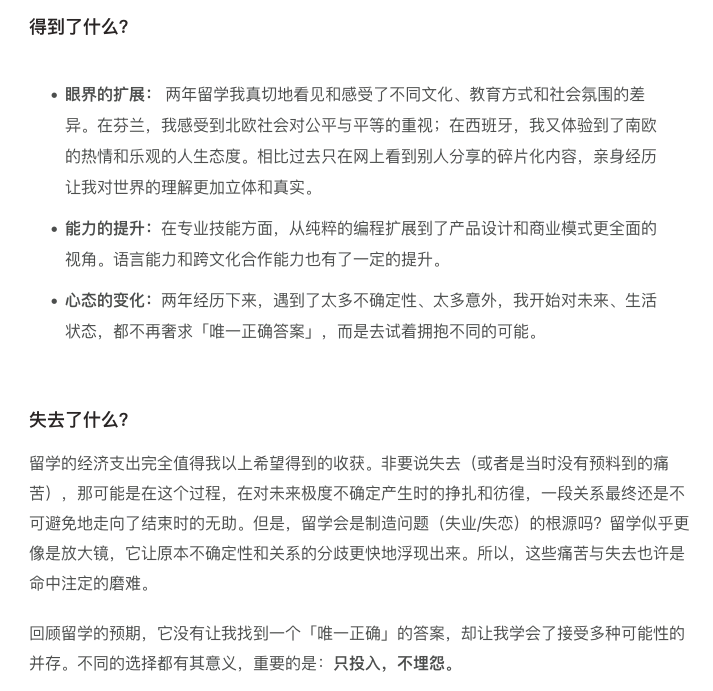 得到了什么？
• 眼界的扩展： 两年留学我真切地看见和感受了不同文化、教育方式和社会氛围的差
异。在芬兰，我感受到北欧社会对公平与平等的重视；在西班牙，我又体验到了南欧
的热情和乐观的人生态度。相比过去只在网上看到别人分享的碎片化内容，亲身经历
让我对世界的理解更加立体和真实。
• 能力的提升：在专业技能方面，从纯粹的编程扩展到了产品设计和商业模式更全面的
视角。语言能力和跨文化合作能力也有了一定的提升。
• 心态的变化：两年经历下来，遇到了太多不确定性、太多意外，我开始对未来、生活
状态，都不再奢求「唯一正确答案」，而是去试着拥抱不同的可能。
失去了什么？
留学的经济支出完全值得我以上希望得到的收获。非要说失去（或者是当时没有预料到的痛
苦），那可能是在这个过程，在对未来极度不确定产生时的挣扎和彷徨，一段关系最终还是不
可避免地走向了结束时的无助。但是，留学会是制造问题（失业/失恋）的根源吗？留学似乎更
像是放大镜，它让原本不确定性和关系的分歧更快地浮现出来。所以，这些痛苦与失去也许是
命中注定的磨难。
回顾留学的预期，它没有让我找到一个「唯一正确」的答案，却让我学会了接受多种可能性的
并存。不同的选择都有其意义，重要的是：只投入，不埋怨。